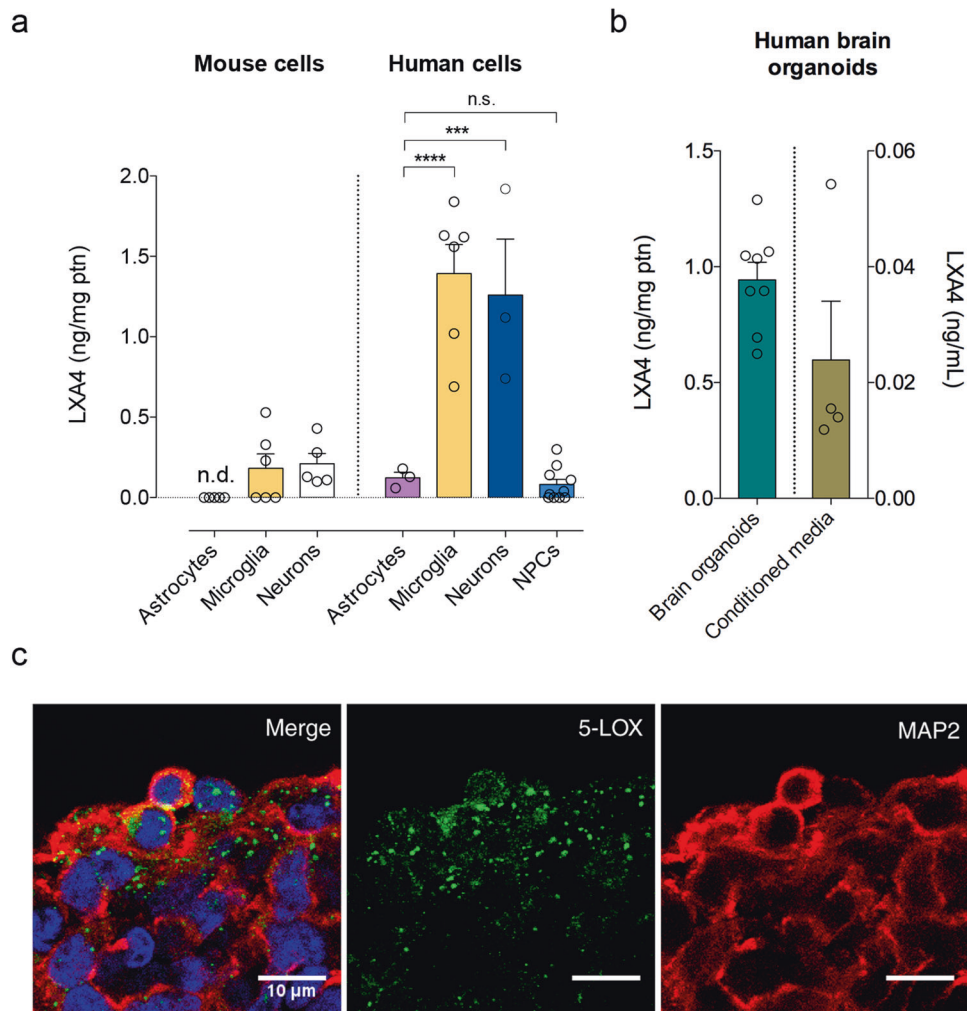 a
Mouse cells
Human cells
n.s.
***
****
LXA4 (ng/mg ptn)
2.0
1.5
1.0
0.5
0.0
n.d.
Astrocytes
Microglia
Neurons
Astrocytes
Microglia
Neurons
NPCs
b
Human brain
organoids
LXA4 (ng/mg ptn)
1.5
1.0
0.5
0.0
0.06
0.04
0.02
0.00
LXA4 (ng/mL)
Brain organoids
Conditioned media
c
Merge
10 µm
5-LOX
MAP2